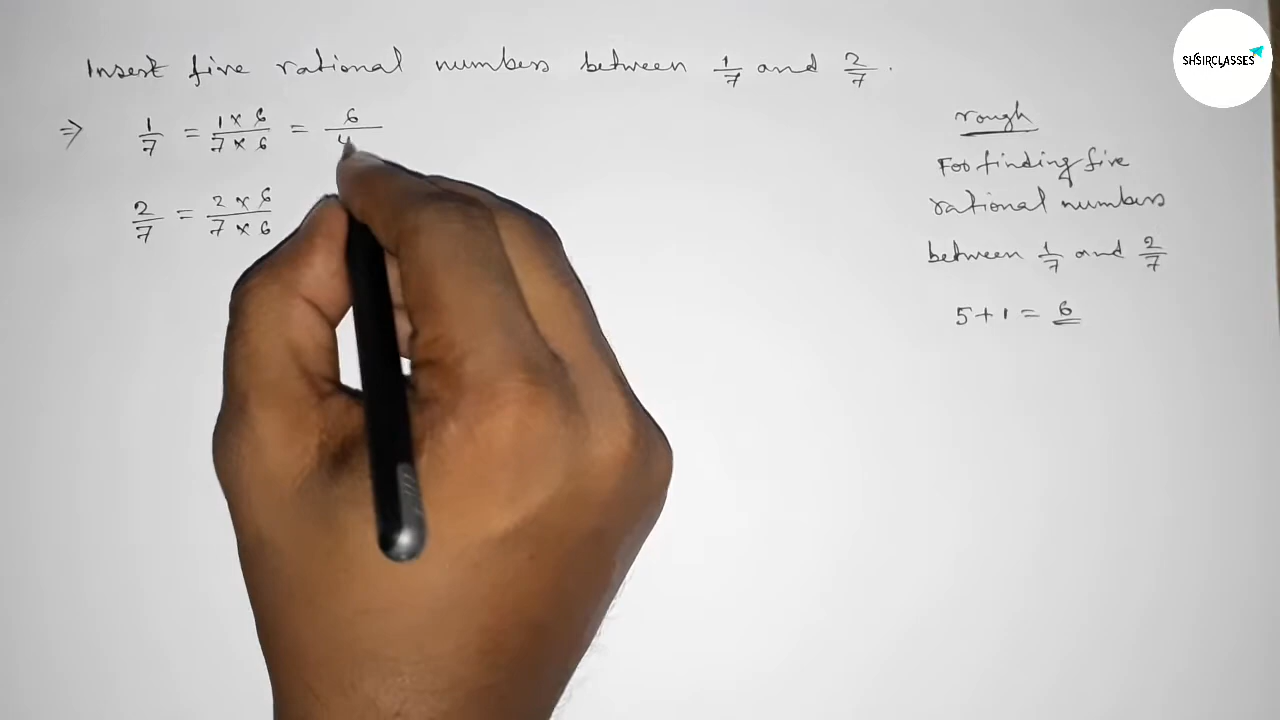 Insert five rational numbers between 1/7 and 2/7.
⇒ 1/7 = 1 × 6 / 7 × 6 = 6 / 4
2/7 = 2 × 6 / 7 × 6
rough
For finding five
rational numbers
between 1/7 and 2/7
5 + 1 = 6
SHSIRCLASSES